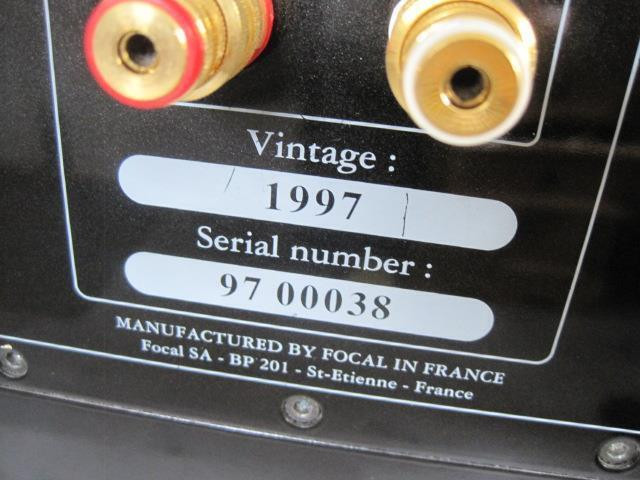 Vintage :
1997
Serial number :
97 00038
MANUFACTURED BY FOCAL IN FRANCE
Focal SA - BP 201 - St-Etienne - France